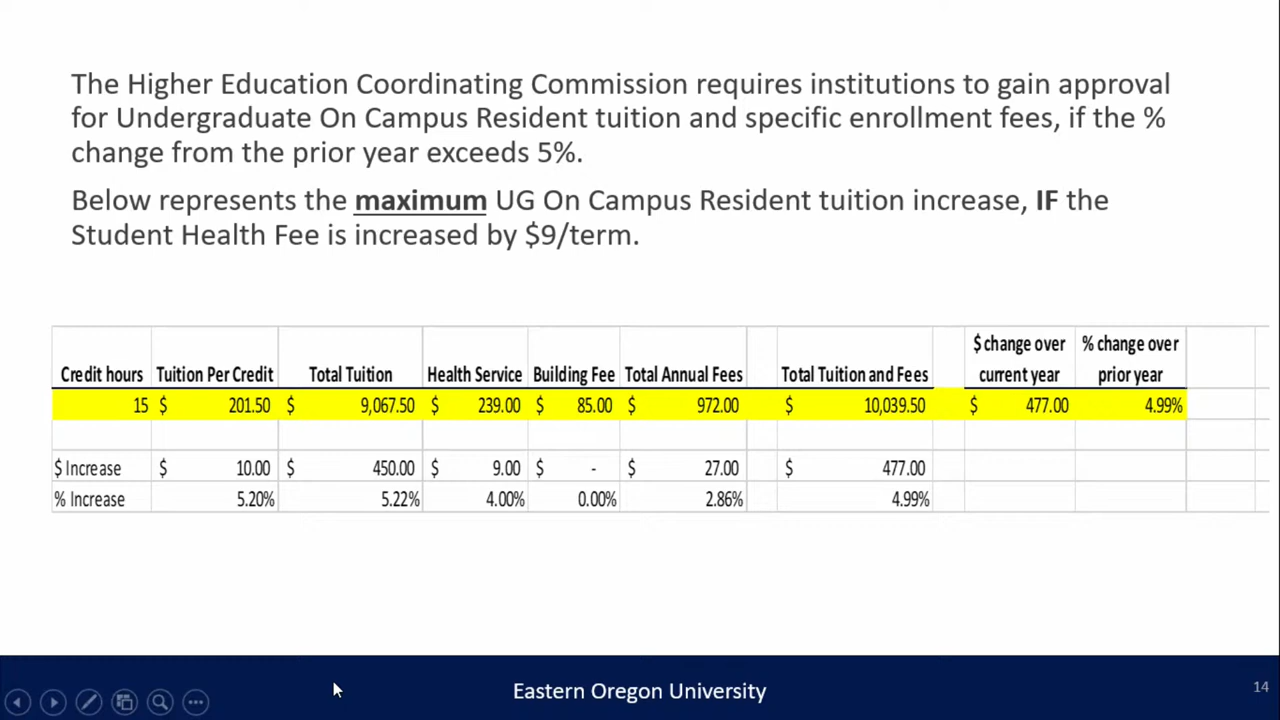 The Higher Education Coordinating Commission requires institutions to gain approval
for Undergraduate On Campus Resident tuition and specific enrollment fees, if the %
change from the prior year exceeds 5%.
Below represents the maximum UG On Campus Resident tuition increase, IF the
Student Health Fee is increased by $9/term.
$ change over % change over
Credit hours Tuition Per Credit Total Tuition Health Service Building Fee Total Annual Fees Total Tuition and Fees current year prior year
15 $ 201.50 $ 9,067.50 $ 239.00 $ 85.00 $ 972.00 $ 10,039.50 $ 477.00 4.99%
$ Increase $ 10.00 $ 450.00 $ 9.00 $ - $ 27.00 $ 477.00
% Increase 5.20% 5.22% 4.00% 0.00% 2.86% 4.99%
Eastern Oregon University 14